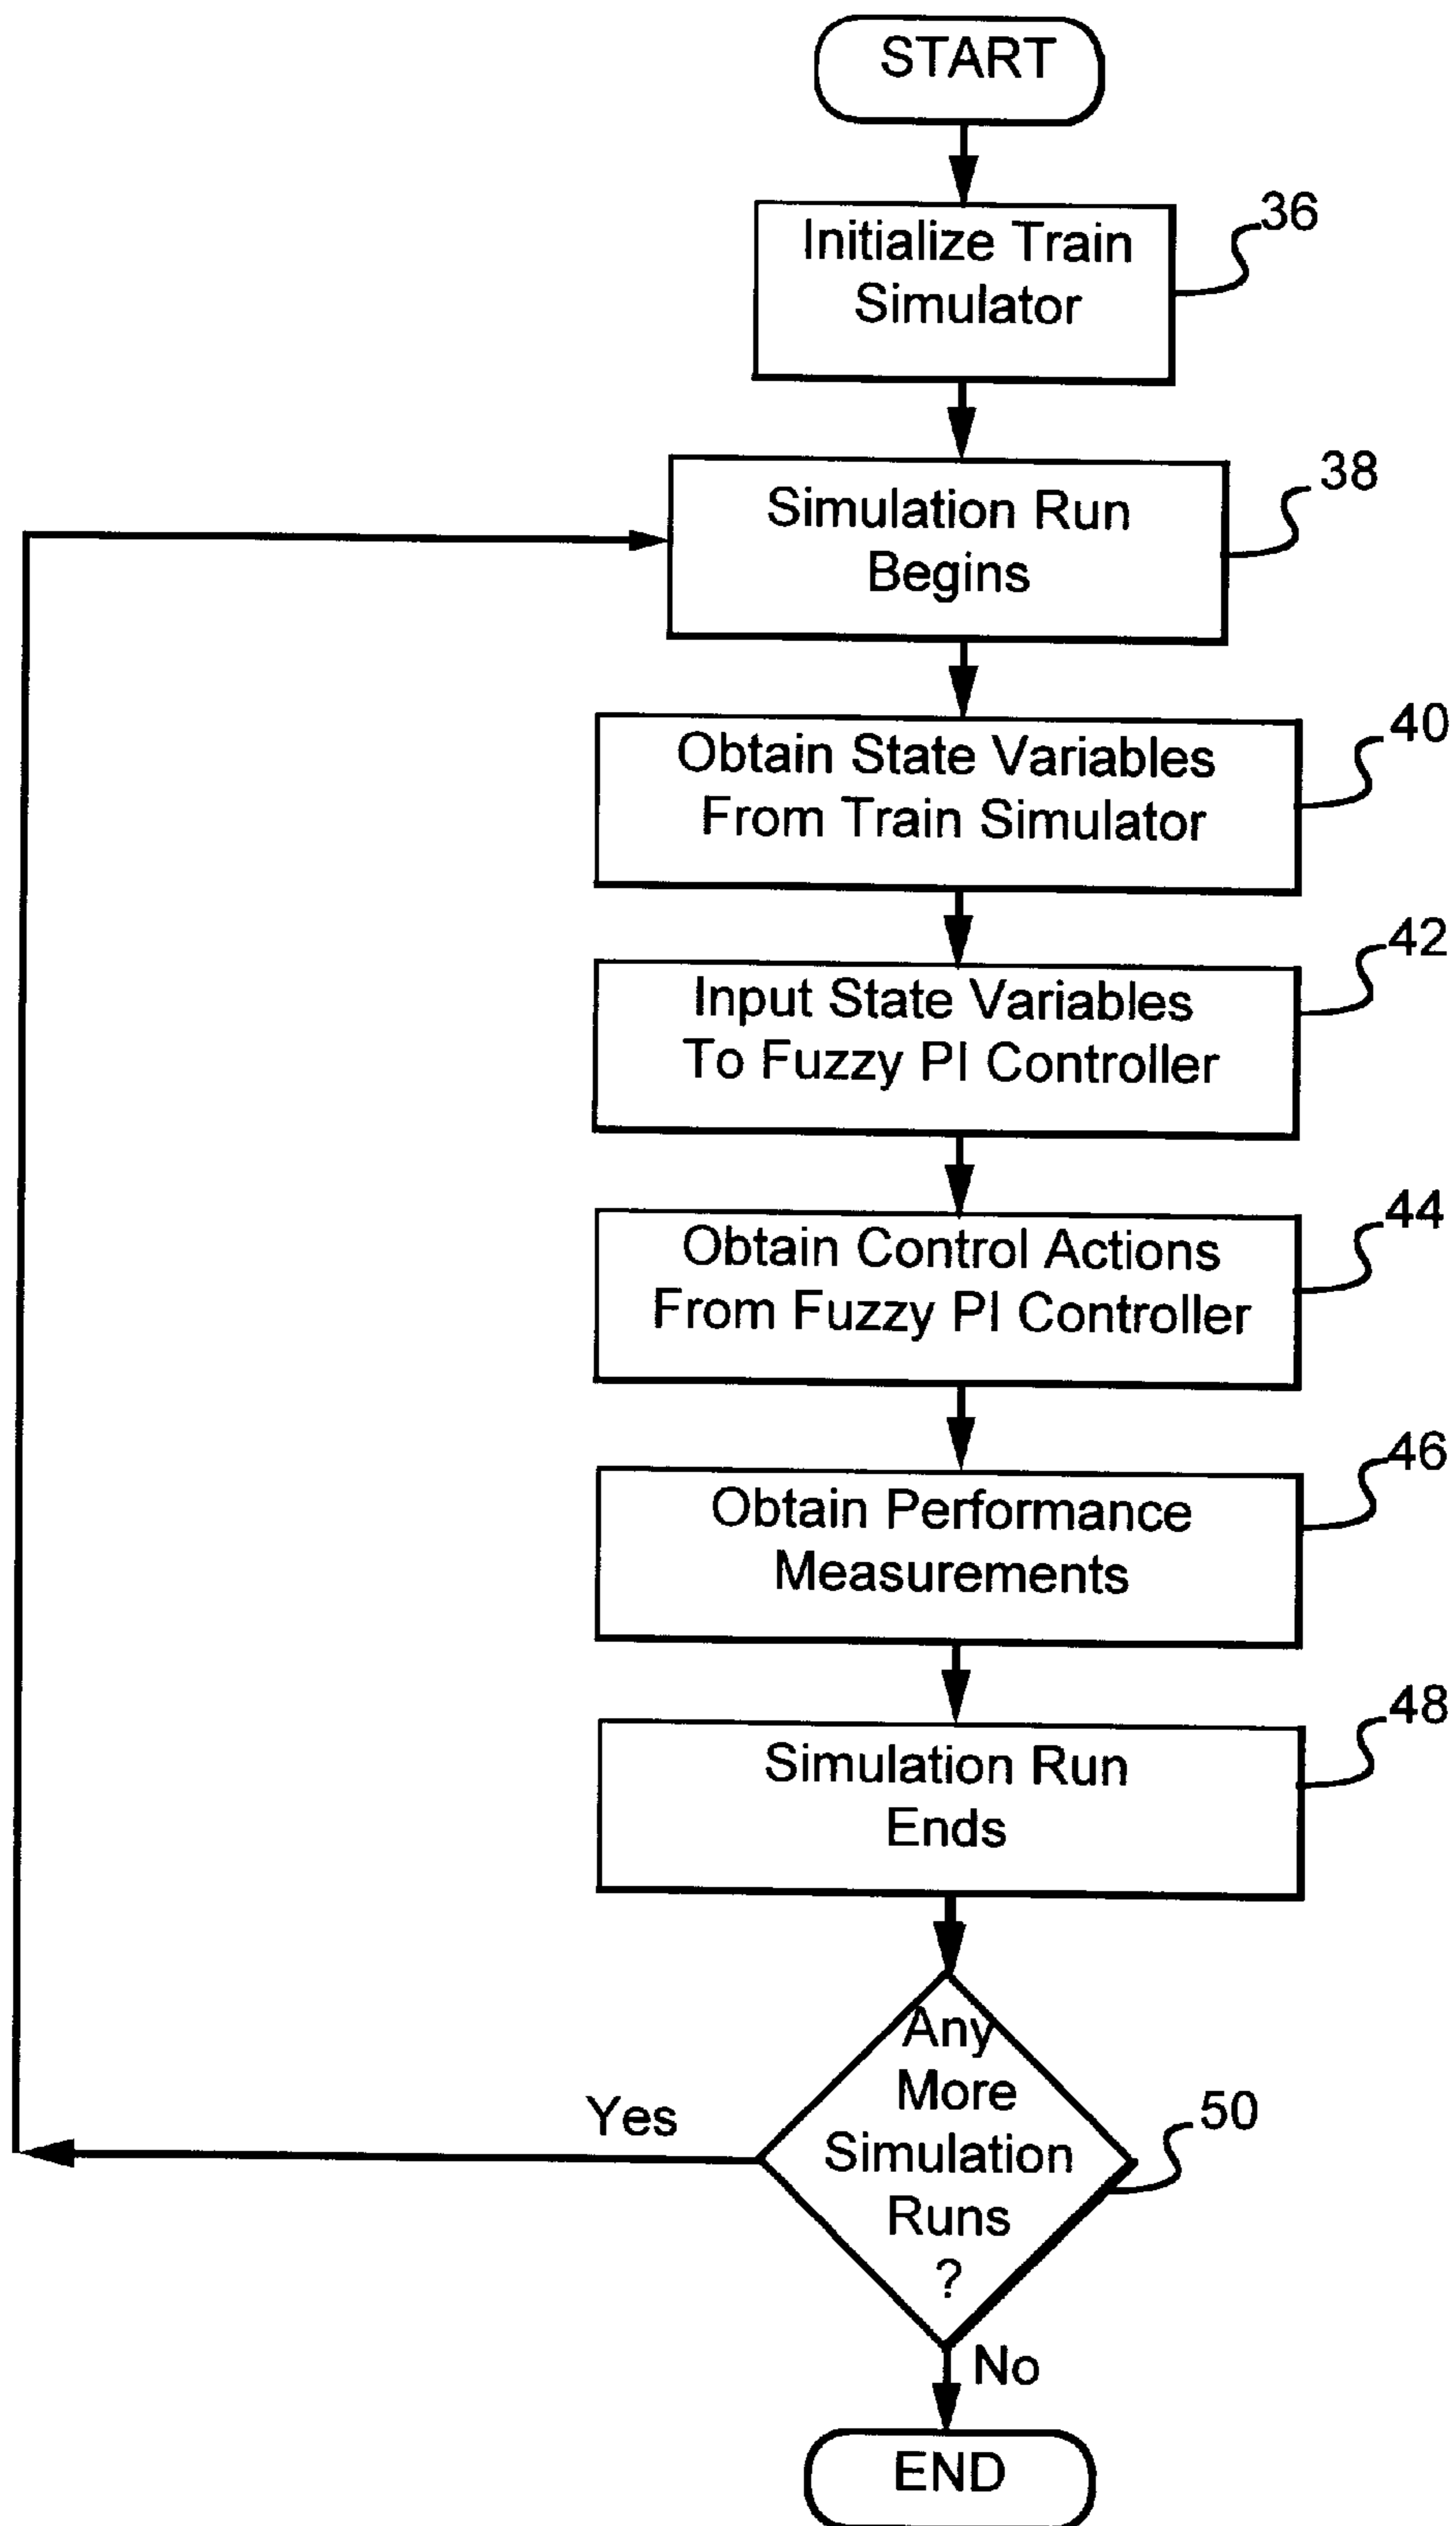 START
Initialize Train
Simulator
36
Simulation Run
Begins
38
Obtain State Variables
From Train Simulator
40
Input State Variables
To Fuzzy PI Controller
42
Obtain Control Actions
From Fuzzy PI Controller
44
Obtain Performance
Measurements
46
Simulation Run
Ends
48
Any
More
Simulation
Runs
?
50
Yes
No
END